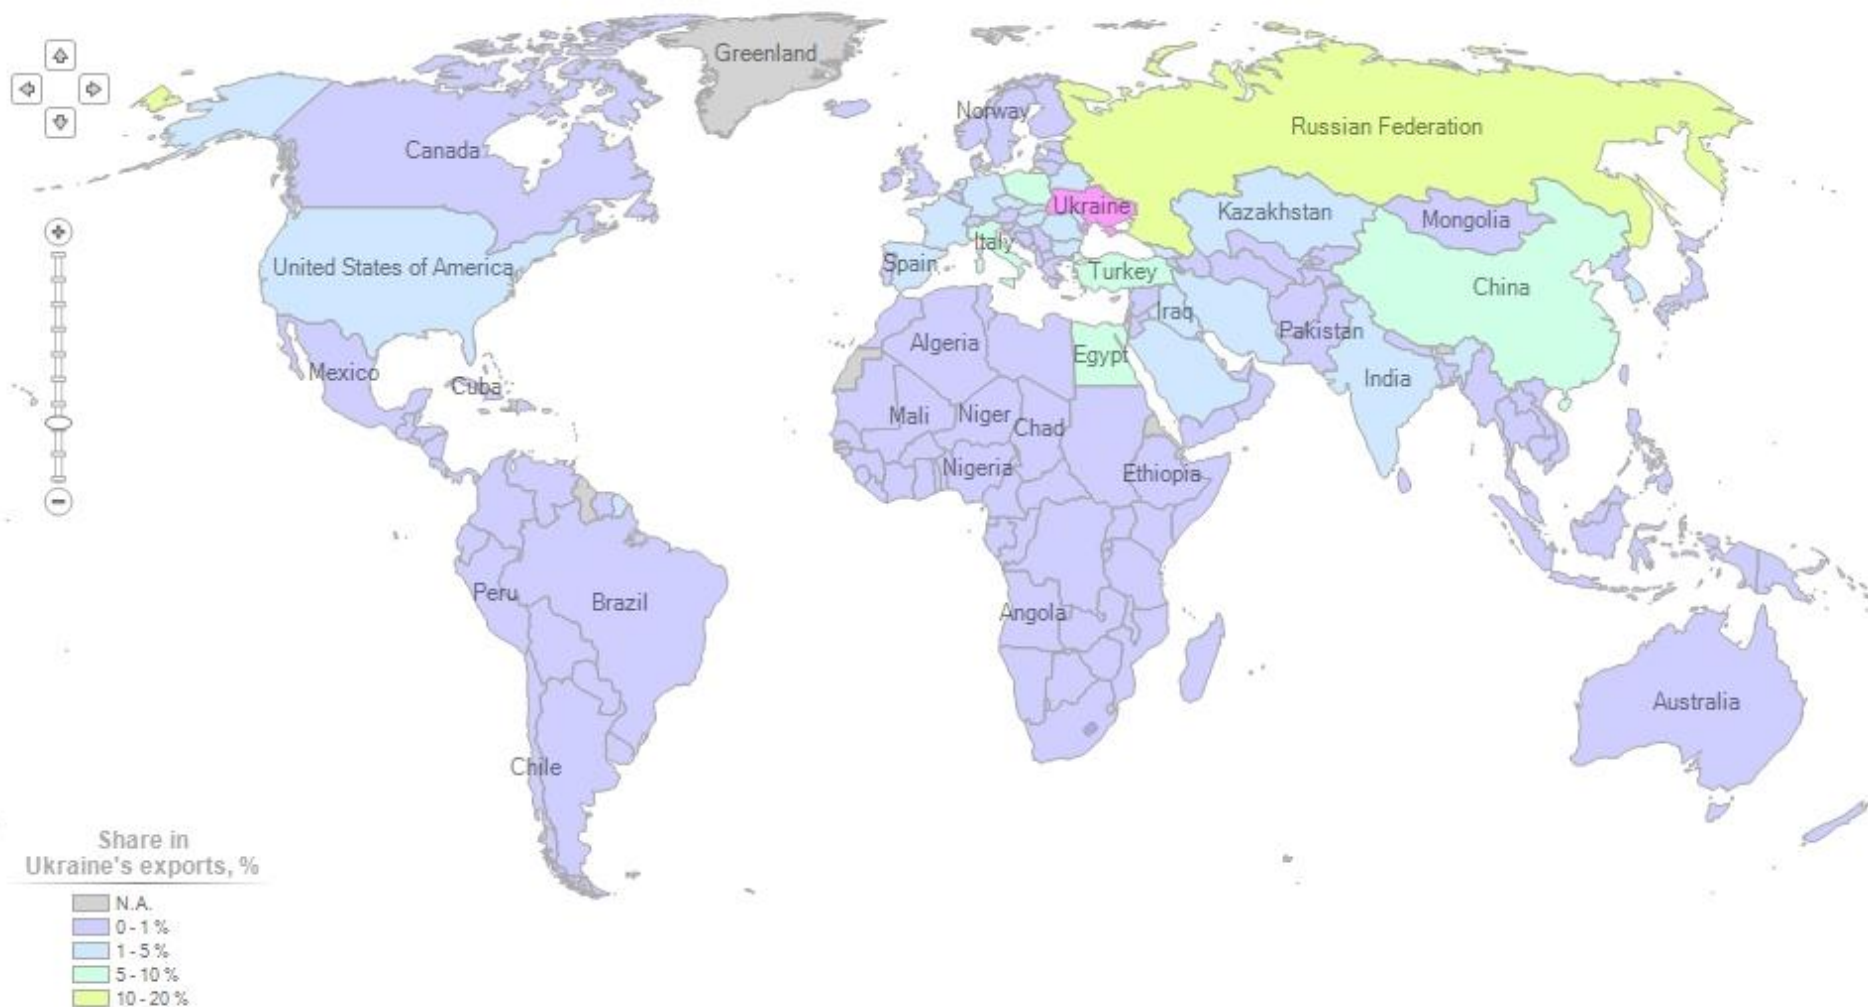 Greenland
Norway
Russian Federation
Canada
Ukraine
Kazakhstan
Mongolia
Italy
Spain
United States of America
Turkey
China
Iraq
Pakistan
Algeria
Egypt
Mexico
Cuba
India
Mali
Niger
Chad
Nigeria
Ethiopia
Peru
Brazil
Angola
Australia
Chile
Share in
Ukraine's exports, %
N.A.
0 - 1 %
1 - 5 %
5 - 10 %
10 - 20 %